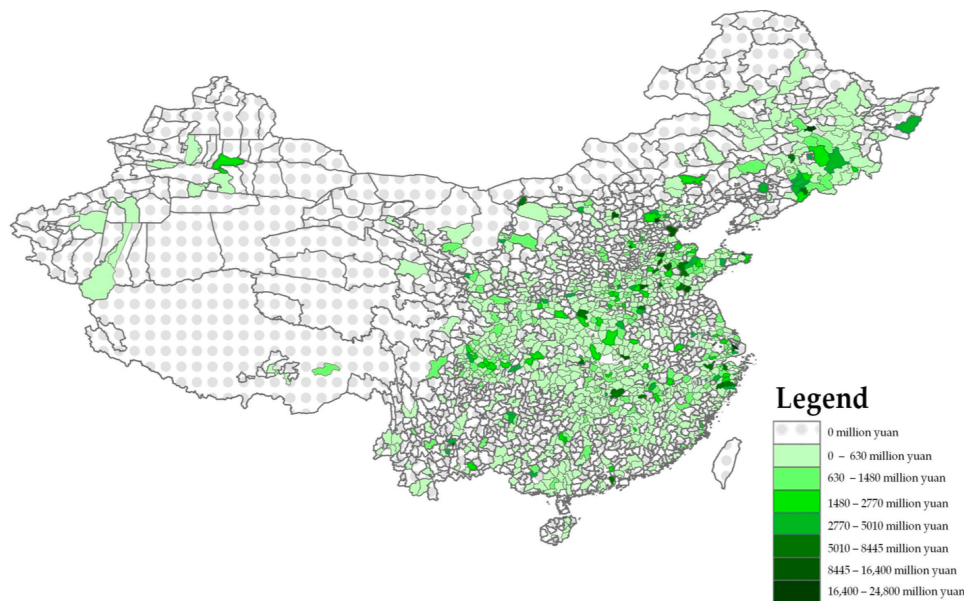 Legend
0 million yuan
0 – 630 million yuan
630 – 1480 million yuan
1480 – 2770 million yuan
2770 – 5010 million yuan
5010 – 8445 million yuan
8445 – 16,400 million yuan
16,400 – 24,800 million yuan